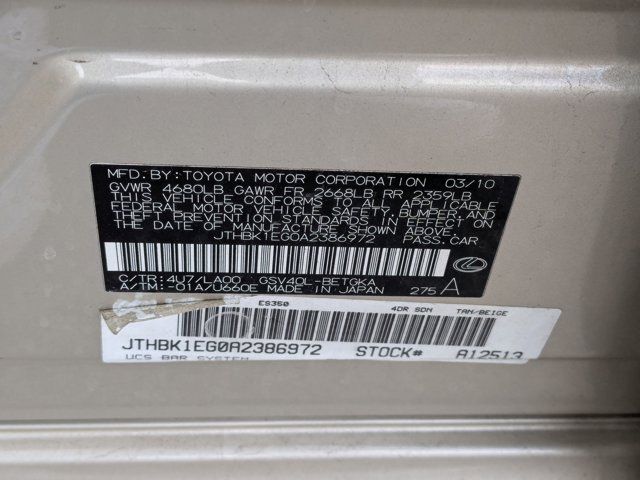 MFD. BY: TOYOTA MOTOR CORPORATION 03/10
GVWR 4680LB GAWR FR 2668LB RR 2359LB
THIS VEHICLE CONFORMS TO ALL APPLICABLE
FEDERAL MOTOR VEHICLE SAFETY, BUMPER, AND
THEFT PREVENTION STANDARDS IN EFFECT ON
THE DATE OF MANUFACTURE SHOWN ABOVE.
JTHBK1EG0A2386972 PASS.CAR
C/TR:4U7/LA00 GSV40L-BETGKA
A/TM:-01A/U660E MADE IN JAPAN 275 A
ES350 4DR SDN TAN/BEIGE
JTHBK1EG0A2386972 STOCK# A12513
UCS BAR SYSTEM